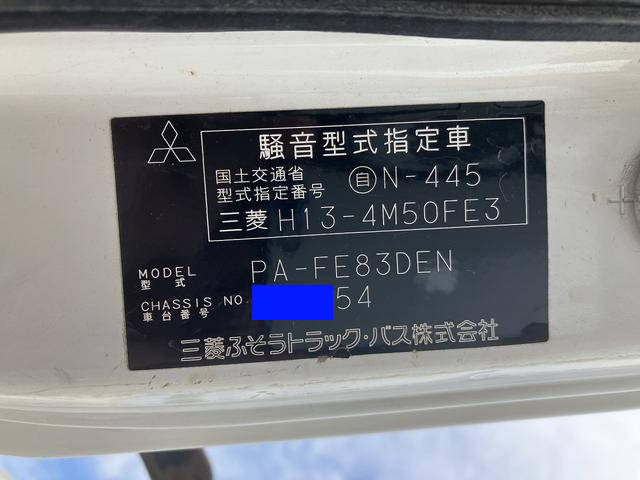 騒音型式指定車
国土交通省
型式指定番号 ㊐N-445
三菱 H13-4M50FE3
MODEL
型式 PA-FE83DEN
CHASSIS NO.
車台番号 54
三菱ふそうトラック・バス株式会社